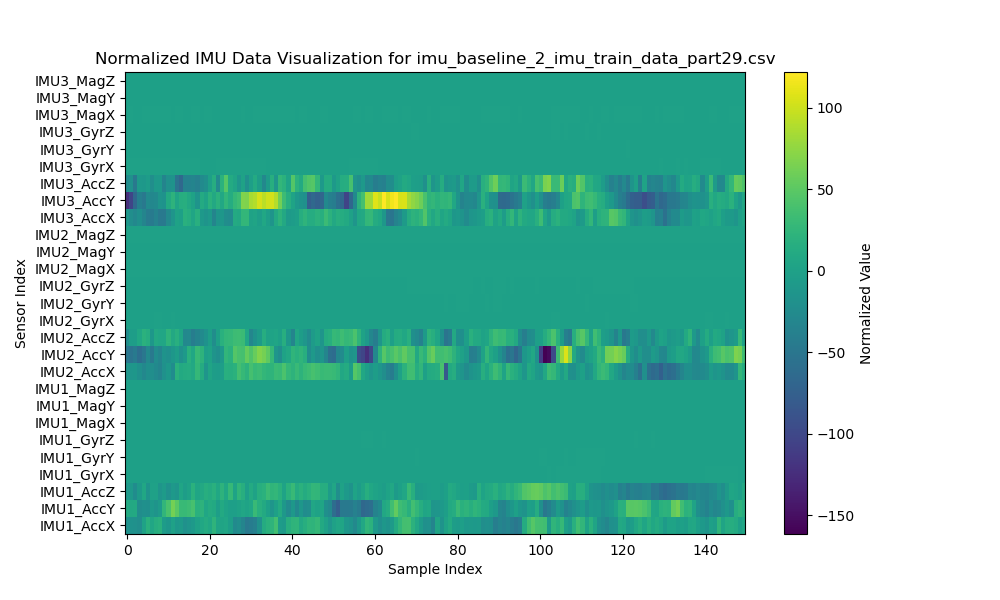 Normalized IMU Data Visualization for imu_baseline_2_imu_train_data_part29.csv
Sensor Index
IMU3_MagZ
IMU3_MagY
IMU3_MagX
IMU3_GyrZ
IMU3_GyrY
IMU3_GyrX
IMU3_AccZ
IMU3_AccY
IMU3_AccX
IMU2_MagZ
IMU2_MagY
IMU2_MagX
IMU2_GyrZ
IMU2_GyrY
IMU2_GyrX
IMU2_AccZ
IMU2_AccY
IMU2_AccX
IMU1_MagZ
IMU1_MagY
IMU1_MagX
IMU1_GyrZ
IMU1_GyrY
IMU1_GyrX
IMU1_AccZ
IMU1_AccY
IMU1_AccX
0 20 40 60 80 100 120 140
Sample Index
100
50
0
−50
−100
−150
Normalized Value